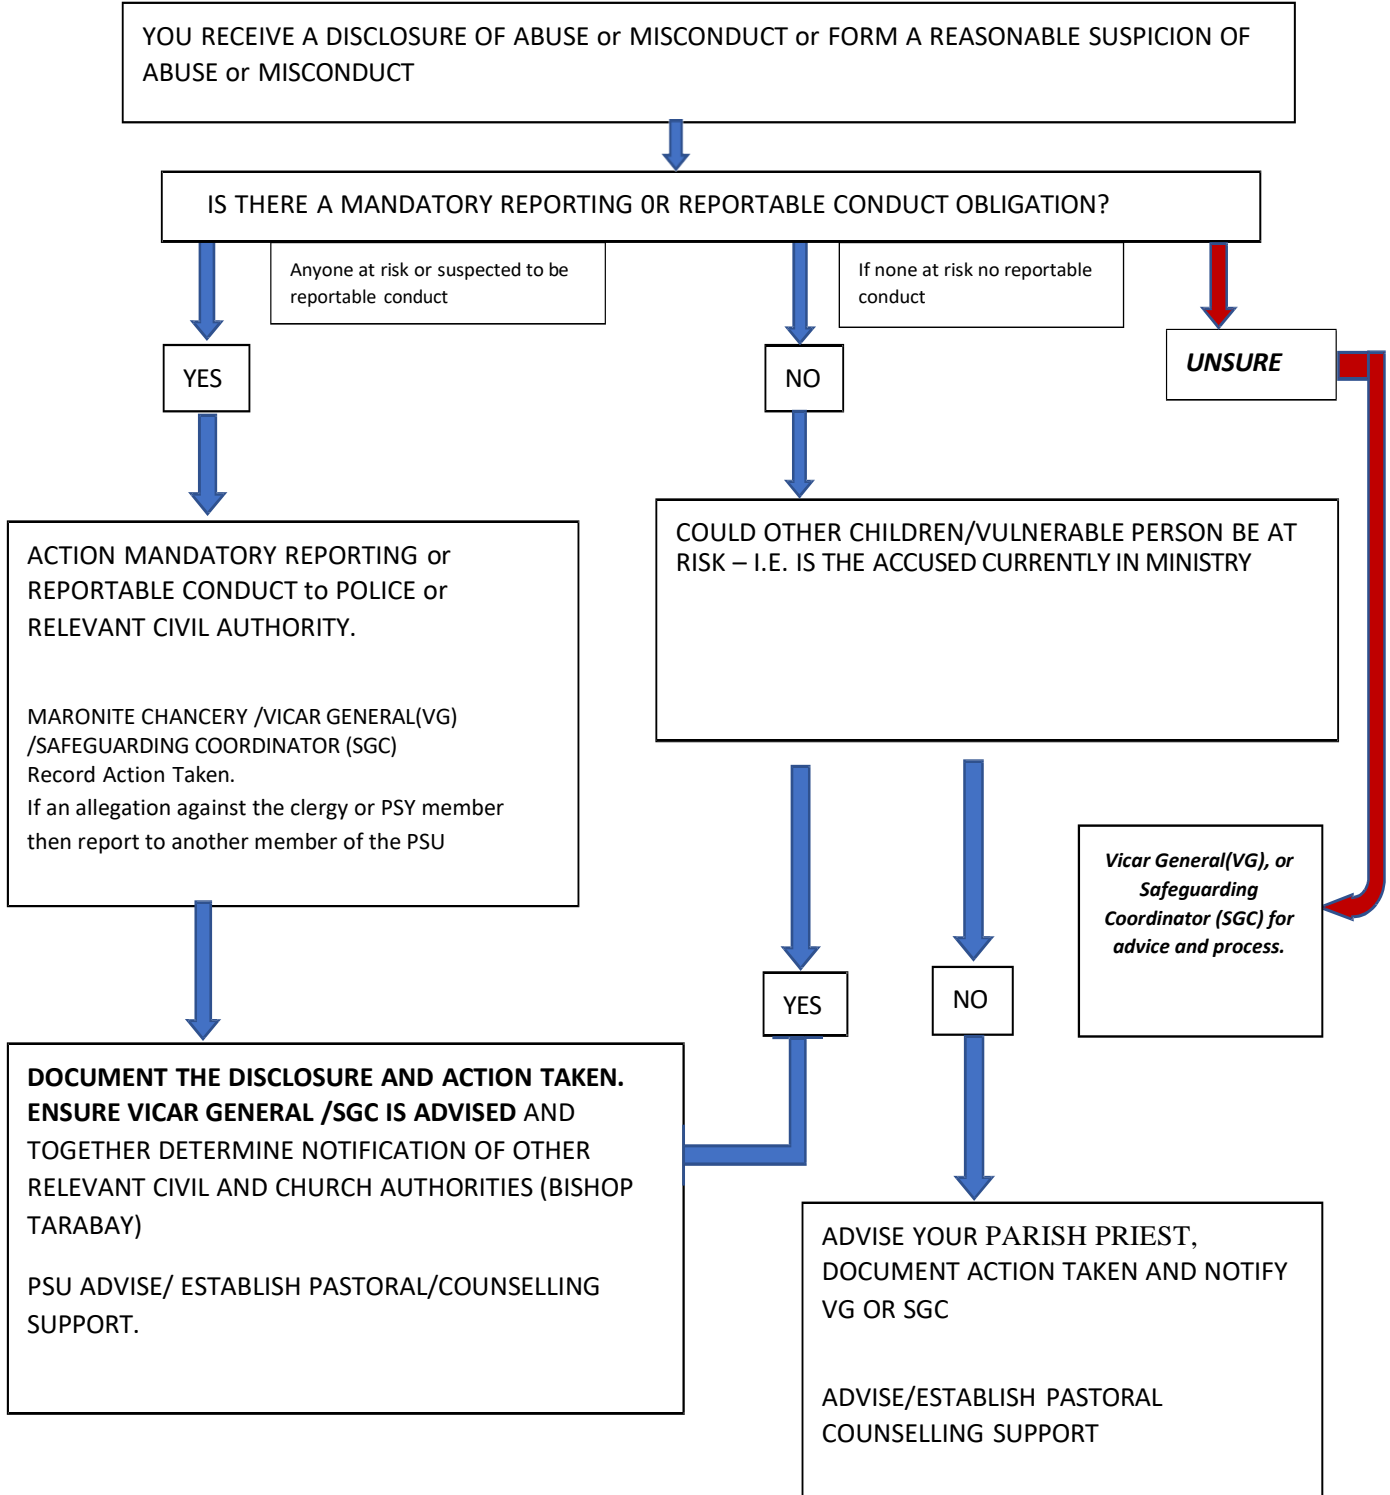 YOU RECEIVE A DISCLOSURE OF ABUSE or MISCONDUCT or FORM A REASONABLE SUSPICION OF
ABUSE or MISCONDUCT
IS THERE A MANDATORY REPORTING 0R REPORTABLE CONDUCT OBLIGATION?
Anyone at risk or suspected to be
reportable conduct
If none at risk no reportable
conduct
YES
NO
UNSURE
ACTION MANDATORY REPORTING or
REPORTABLE CONDUCT to POLICE or
RELEVANT CIVIL AUTHORITY.
MARONITE CHANCERY /VICAR GENERAL(VG)
/SAFEGUARDING COORDINATOR (SGC)
Record Action Taken.
If an allegation against the clergy or PSY member
then report to another member of the PSU
COULD OTHER CHILDREN/VULNERABLE PERSON BE AT
RISK – I.E. IS THE ACCUSED CURRENTLY IN MINISTRY
Vicar General(VG), or
Safeguarding
Coordinator (SGC) for
advice and process.
YES
NO
DOCUMENT THE DISCLOSURE AND ACTION TAKEN.
ENSURE VICAR GENERAL /SGC IS ADVISED AND
TOGETHER DETERMINE NOTIFICATION OF OTHER
RELEVANT CIVIL AND CHURCH AUTHORITIES (BISHOP
TARABAY)
PSU ADVISE/ ESTABLISH PASTORAL/COUNSELLING
SUPPORT.
ADVISE YOUR PARISH PRIEST,
DOCUMENT ACTION TAKEN AND NOTIFY
VG OR SGC
ADVISE/ESTABLISH PASTORAL
COUNSELLING SUPPORT